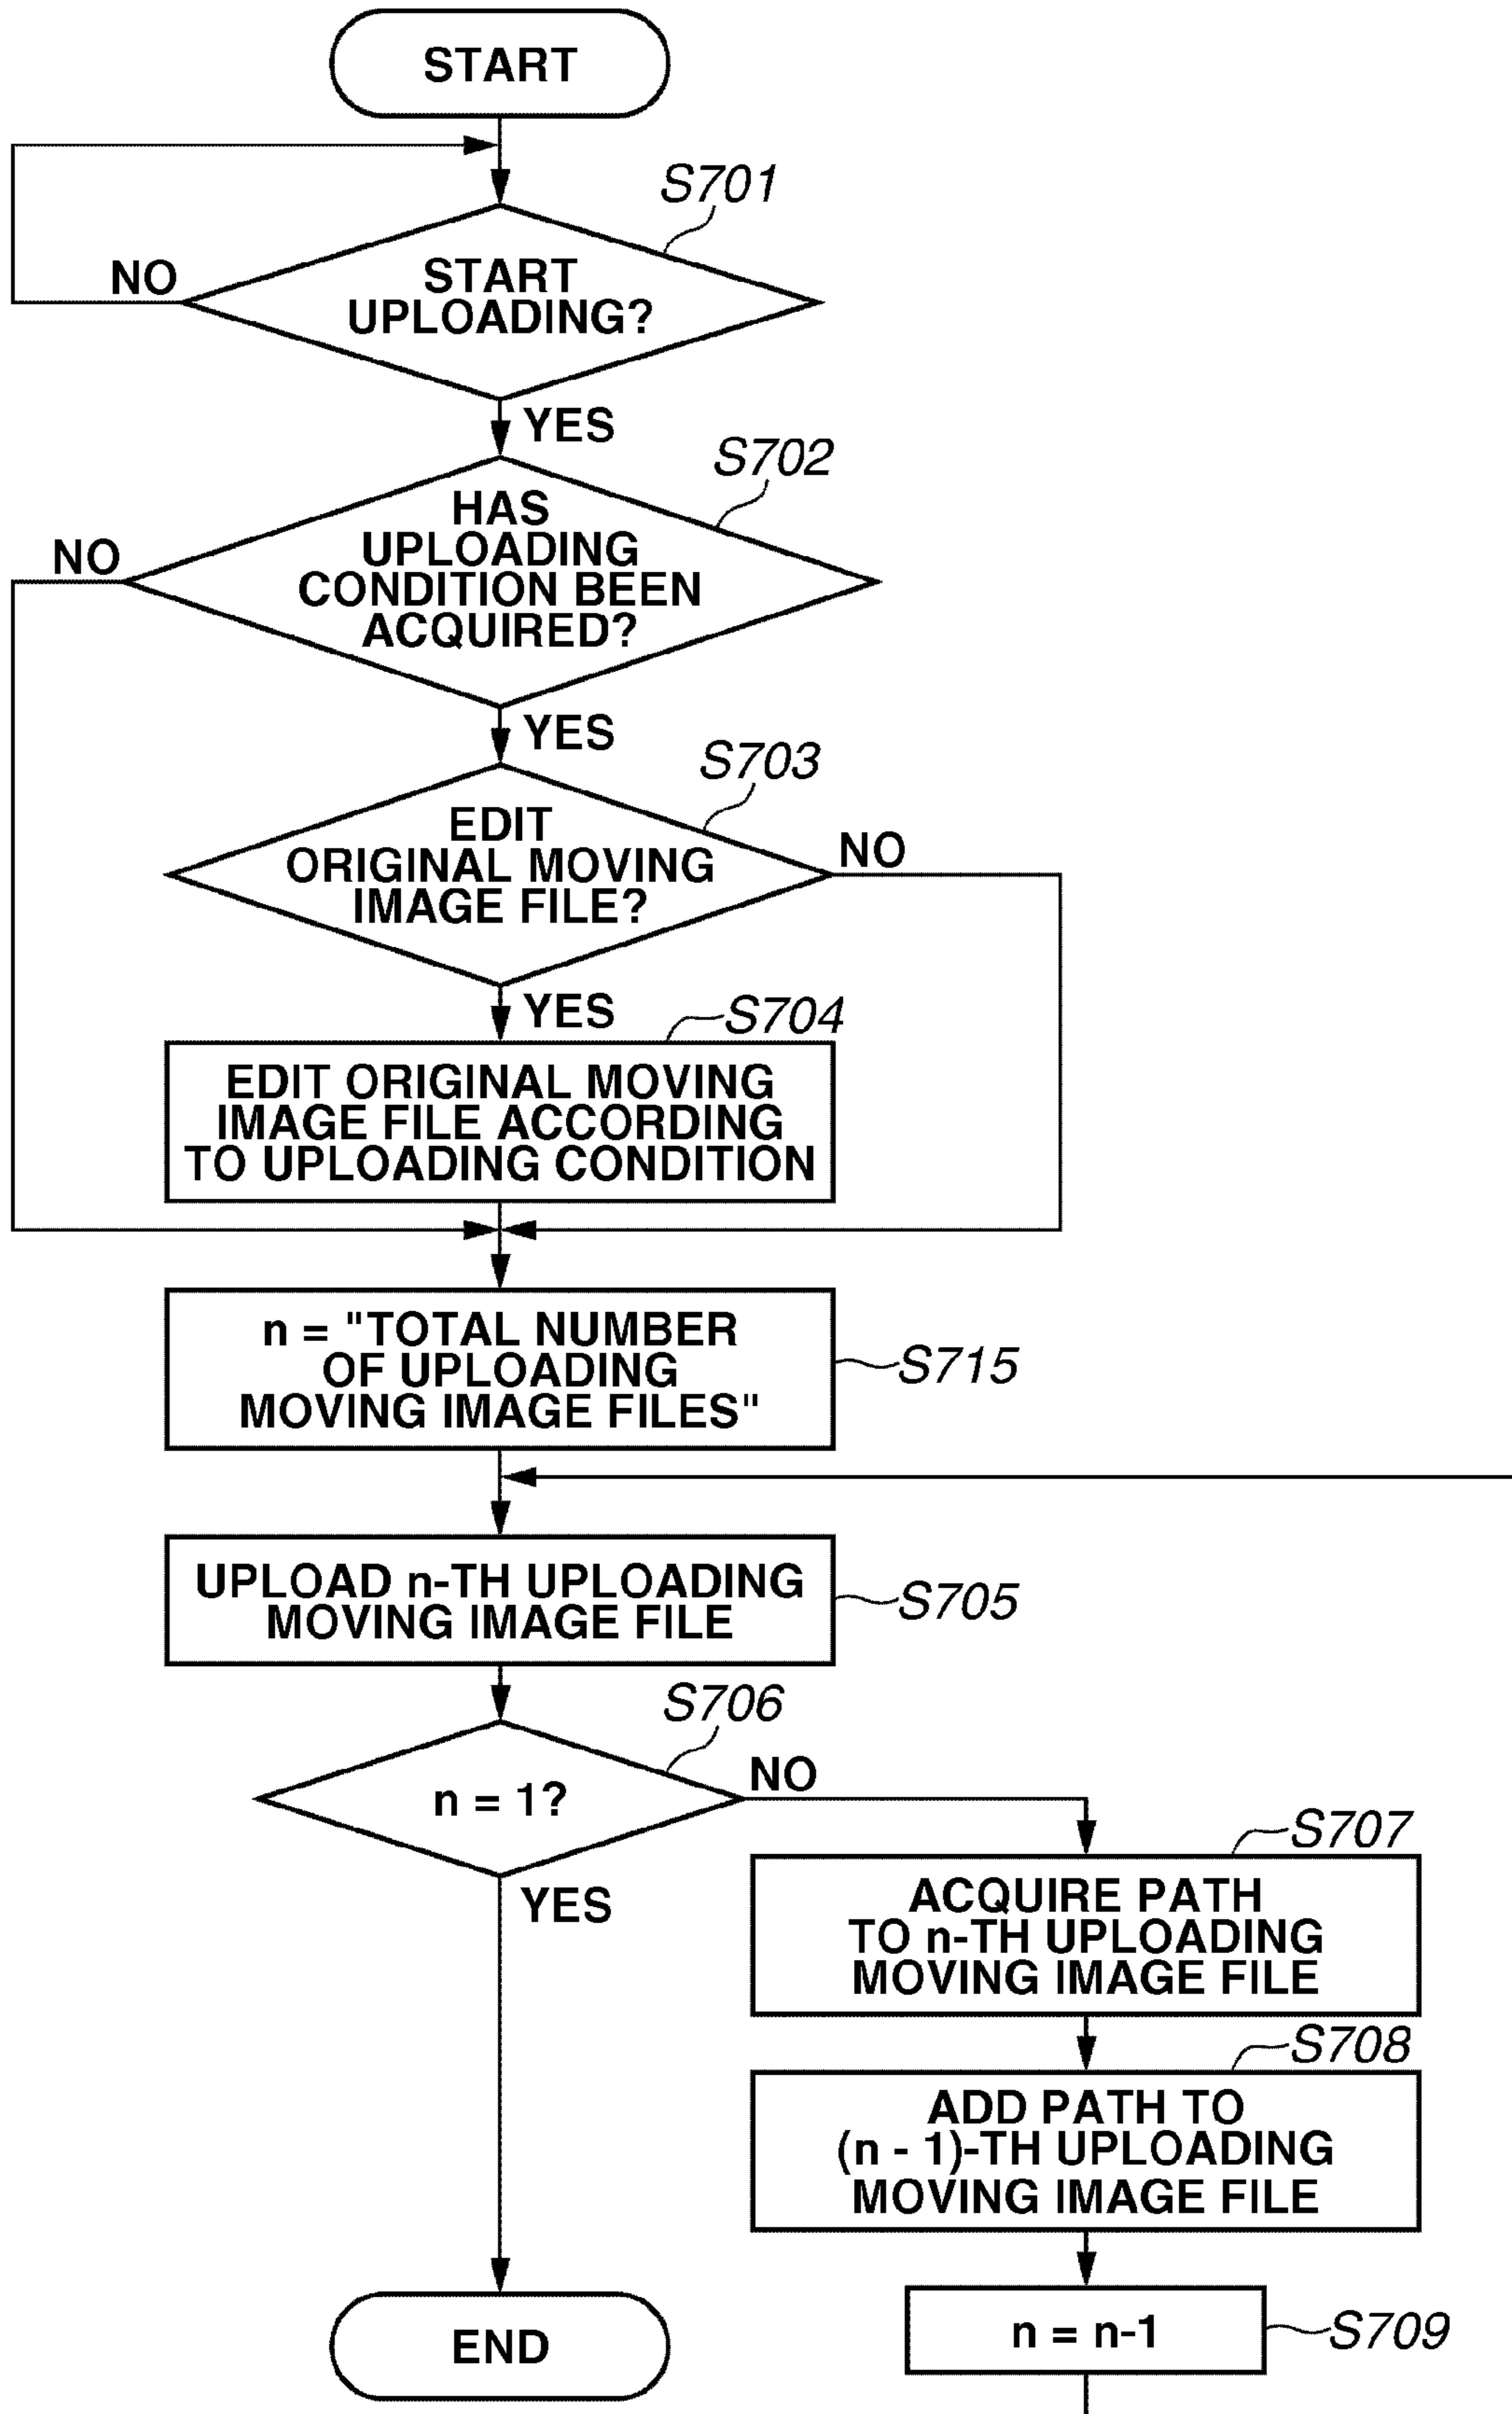 START
S701
NO
START
UPLOADING?
YES
S702
NO
HAS
UPLOADING
CONDITION BEEN
ACQUIRED?
YES
S703
EDIT
ORIGINAL MOVING
IMAGE FILE?
NO
YES
S704
EDIT ORIGINAL MOVING
IMAGE FILE ACCORDING
TO UPLOADING CONDITION
n = "TOTAL NUMBER
OF UPLOADING
MOVING IMAGE FILES"
S715
UPLOAD n-TH UPLOADING
MOVING IMAGE FILE
S705
S706
n = 1?
NO
YES
S707
ACQUIRE PATH
TO n-TH UPLOADING
MOVING IMAGE FILE
S708
ADD PATH TO
(n - 1)-TH UPLOADING
MOVING IMAGE FILE
END
n = n-1
S709